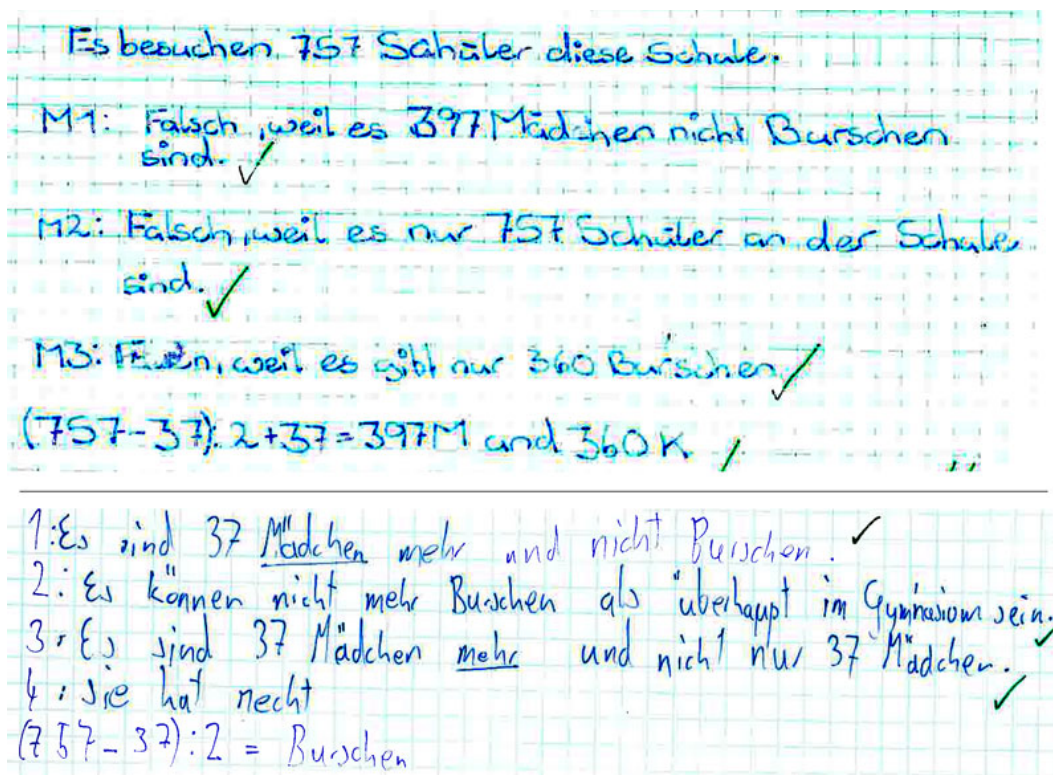 Es besuchen 757 Schüler diese Schule.
M1: Falsch, weil es 397 Mädchen nicht Burschen
sind. ✓
M2: Falsch, weil es nur 757 Schüler an der Schule
sind. ✓
M3: weil es gibt nur 360 Burschen ✓
(757-37):2+37=397M und 360K
1: Es sind 37 Mädchen mehr und nicht Burschen. ✓
2: Es können nicht mehr Burschen als überhaupt im Gymnasium sein. ✓
3: Es sind 37 Mädchen mehr und nicht nur 37 Mädchen. ✓
4: Sie hat recht
(757-37):2 = Burschen